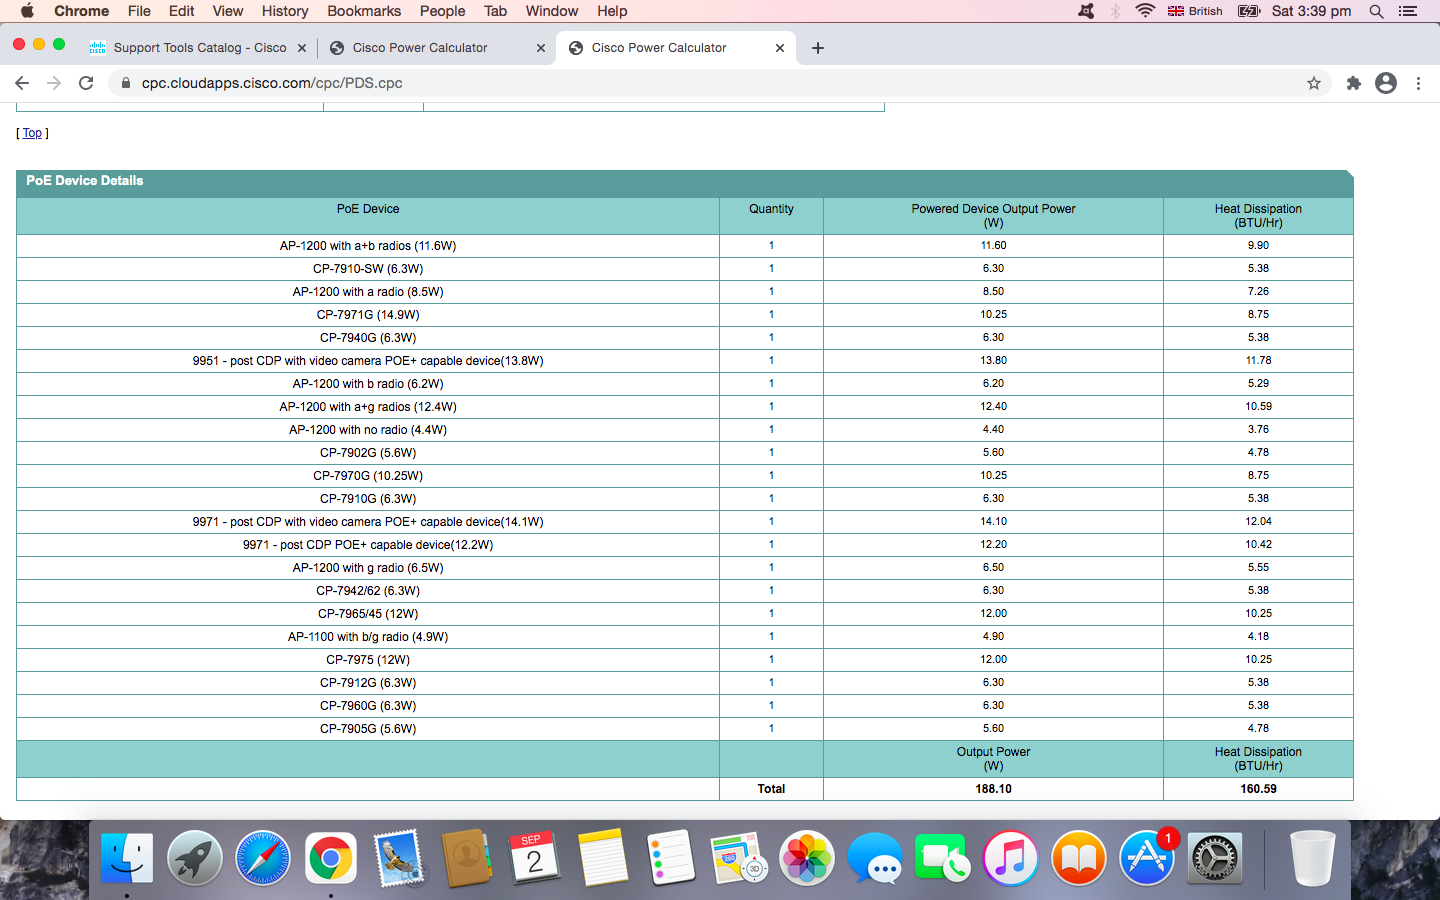 Chrome File Edit View History Bookmarks People Tab Window Help British Sat 3:39 pm
Support Tools Catalog - Cisco Cisco Power Calculator Cisco Power Calculator
cpc.cloudapps.cisco.com/cpc/PDS.cpc
[ Top ]
PoE Device Details
PoE Device Quantity Powered Device Output Power (W) Heat Dissipation (BTU/Hr)
AP-1200 with a+b radios (11.6W) 1 11.60 9.90
CP-7910-SW (6.3W) 1 6.30 5.38
AP-1200 with a radio (8.5W) 1 8.50 7.26
CP-7971G (14.9W) 1 10.25 8.75
CP-7940G (6.3W) 1 6.30 5.38
9951 - post CDP with video camera POE+ capable device(13.8W) 1 13.80 11.78
AP-1200 with b radio (6.2W) 1 6.20 5.29
AP-1200 with a+g radios (12.4W) 1 12.40 10.59
AP-1200 with no radio (4.4W) 1 4.40 3.76
CP-7902G (5.6W) 1 5.60 4.78
CP-7970G (10.25W) 1 10.25 8.75
CP-7910G (6.3W) 1 6.30 5.38
9971 - post CDP with video camera POE+ capable device(14.1W) 1 14.10 12.04
9971 - post CDP POE+ capable device(12.2W) 1 12.20 10.42
AP-1200 with g radio (6.5W) 1 6.50 5.55
CP-7942/62 (6.3W) 1 6.30 5.38
CP-7965/45 (12W) 1 12.00 10.25
AP-1100 with b/g radio (4.9W) 1 4.90 4.18
CP-7975 (12W) 1 12.00 10.25
CP-7912G (6.3W) 1 6.30 5.38
CP-7960G (6.3W) 1 6.30 5.38
CP-7905G (5.6W) 1 5.60 4.78
Output Power (W) Heat Dissipation (BTU/Hr)
Total 188.10 160.59
SEP
2
3D
1